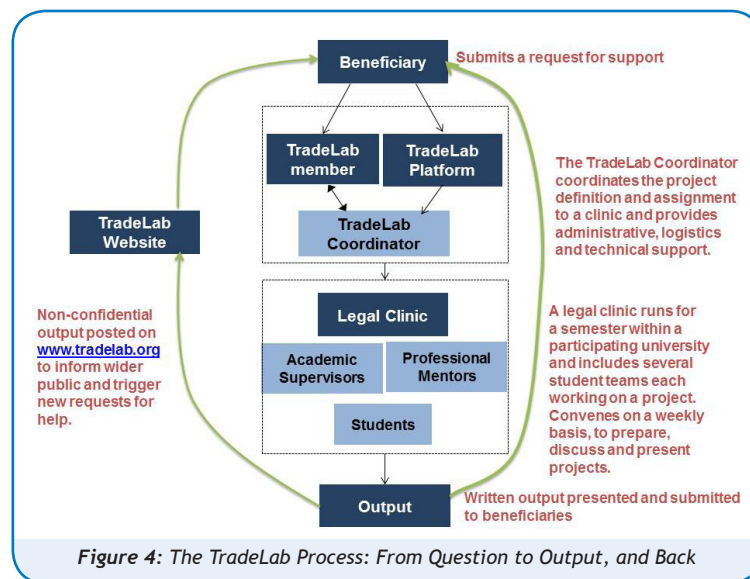 Beneficiary
Submits a request for support
TradeLab
member
TradeLab
Platform
TradeLab
Coordinator
The TradeLab Coordinator
coordinates the project
definition and assignment
to a clinic and provides
administrative, logistics
and technical support.
TradeLab
Website
Non-confidential
output posted on
www.tradelab.org
to inform wider
public and trigger
new requests for
help.
Legal Clinic
Academic
Supervisors
Professional
Mentors
Students
A legal clinic runs for
a semester within a
participating university
and includes several
student teams each
working on a project.
Convenes on a weekly
basis, to prepare,
discuss and present
projects.
Output
Written output presented and submitted
to beneficiaries
Figure 4: The TradeLab Process: From Question to Output, and Back